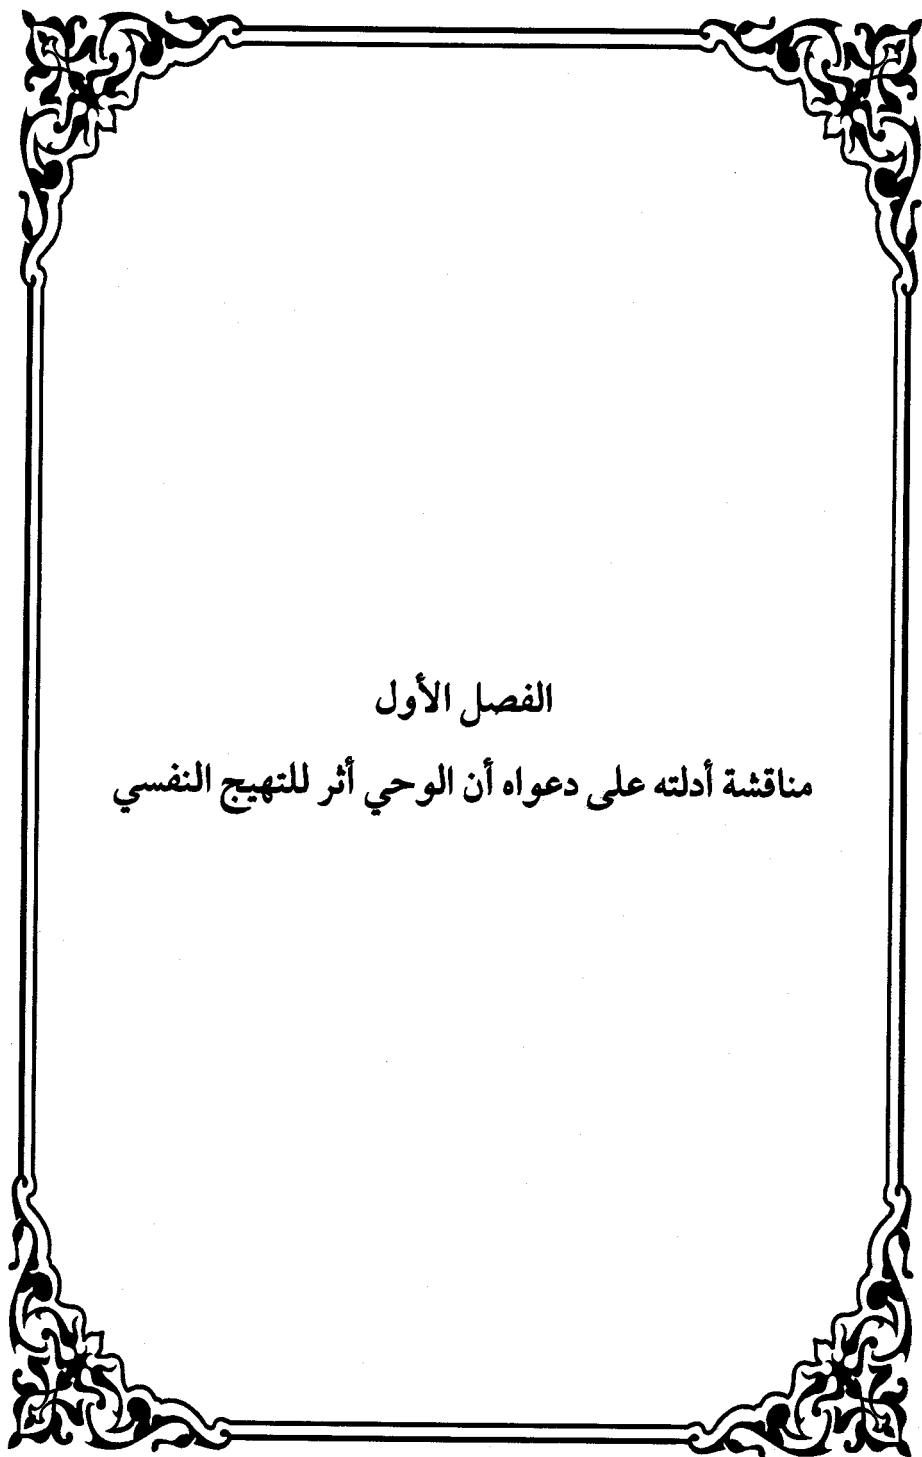 الفصل الأول
مناقشة أدلته على دعواه أن الوحي أثر للتهيج النفسي